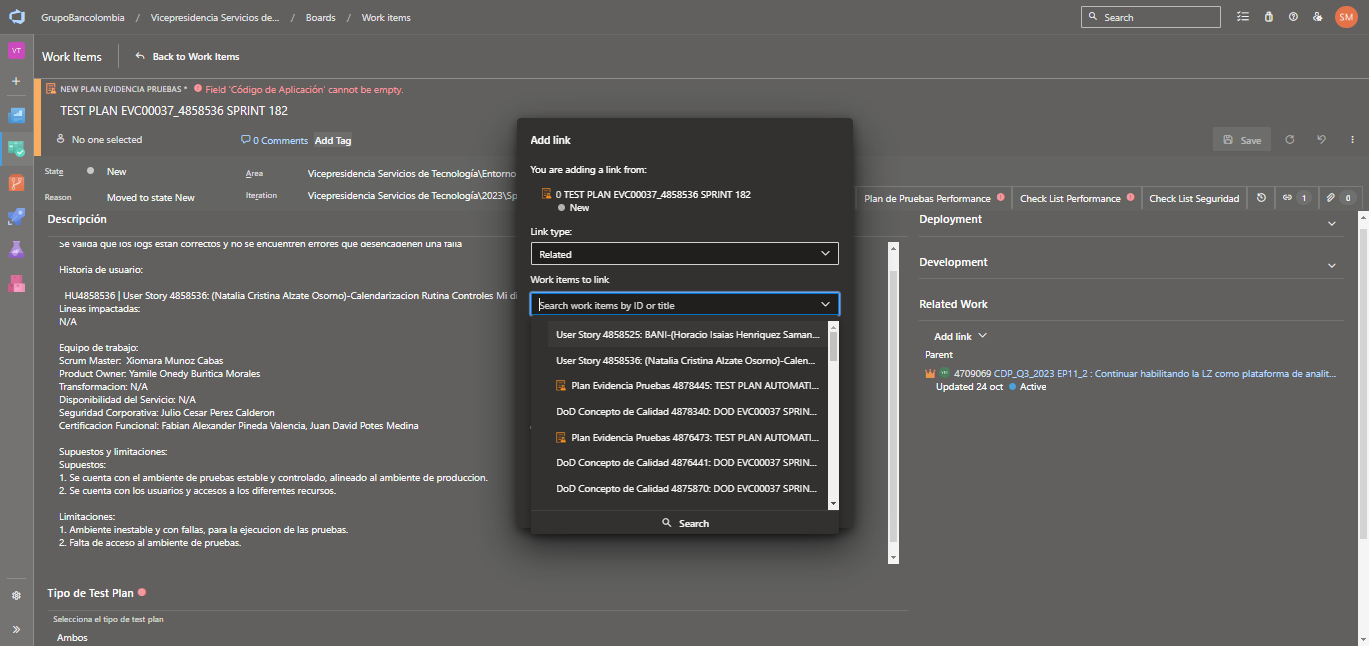 GrupoBancolombia / Vicepresidencia Servicios de... / Boards / Work items
Search
SM
VT
Work Items
Back to Work Items
NEW PLAN EVIDENCIA PRUEBAS * Field 'Código de Aplicación' cannot be empty.
TEST PLAN EVC00037_4858536 SPRINT 182
No one selected
0 Comments
Add Tag
Save
State
New
Area
Vicepresidencia Servicios de Tecnología\Entorno
Reason
Moved to state New
Iteration
Vicepresidencia Servicios de Tecnología\2023\Sp
Plan de Pruebas Performance
Check List Performance
Check List Seguridad
1
0
Descripción
Se valida que los logs estan correctos y no se encuentren errores que desencadenen una falla
Historia de usuario:
HU4858536 | User Story 4858536: (Natalia Cristina Alzate Osorno)-Calendarizacion Rutina Controles Mi di
Lineas impactadas:
N/A
Equipo de trabajo:
Scrum Master: Xiomara Munoz Cabas
Product Owner: Yamile Onedy Buritica Morales
Transformacion: N/A
Disponibilidad del Servicio: N/A
Seguridad Corporativa: Julio Cesar Perez Calderon
Certificacion Funcional: Fabian Alexander Pineda Valencia, Juan David Potes Medina
Supuestos y limitaciones:
Supuestos:
1. Se cuenta con el ambiente de pruebas estable y controlado, alineado al ambiente de produccion.
2. Se cuenta con los usuarios y accesos a los diferentes recursos.
Limitaciones:
1. Ambiente inestable y con fallas, para la ejecucion de las pruebas.
2. Falta de acceso al ambiente de pruebas.
Tipo de Test Plan
Selecciona el tipo de test plan
Ambos
Add link
You are adding a link from:
0 TEST PLAN EVC00037_4858536 SPRINT 182
New
Link type:
Related
Work items to link
Search work items by ID or title
User Story 4858525: BANI-(Horacio Isaias Henriquez Saman...
User Story 4858536: (Natalia Cristina Alzate Osorno)-Calen...
Plan Evidencia Pruebas 4878445: TEST PLAN AUTOMATI...
DoD Concepto de Calidad 4878340: DOD EVC00037 SPRIN...
Plan Evidencia Pruebas 4876473: TEST PLAN AUTOMATI...
DoD Concepto de Calidad 4876441: DOD EVC00037 SPRIN...
DoD Concepto de Calidad 4875870: DOD EVC00037 SPRIN...
Search
Deployment
Development
Related Work
Add link
Parent
4709069 CDP_Q3_2023 EP11_2 : Continuar habilitando la LZ como plataforma de analit...
Updated 24 oct Active